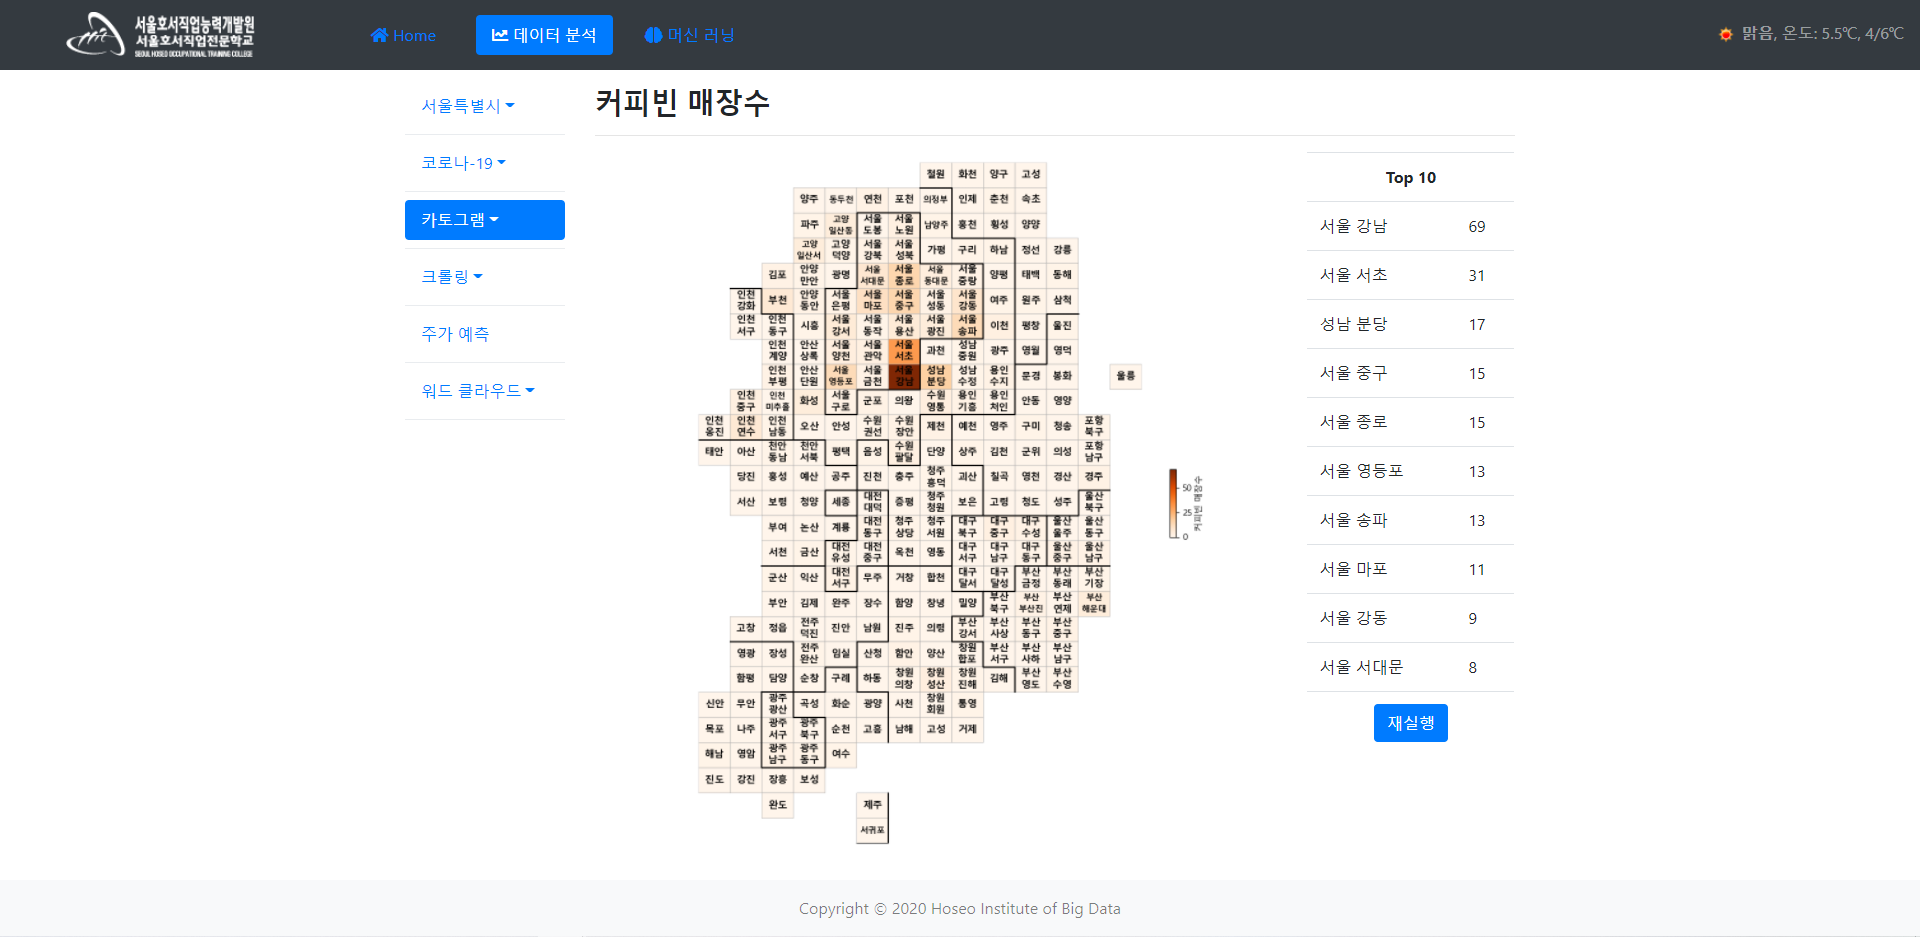 서울호서직업능력개발원
서울호서직업전문학교
SEOUL HOSEO OCCUPATIONAL TRAINING COLLEGE
Home
데이터 분석
머신 러닝
맑음, 온도: 5.5℃, 4/6℃
서울특별시
코로나-19
카토그램
크롤링
주가 예측
워드 클라우드
커피빈 매장수
철원 화천 양구 고성
양주 동두천 연천 포천 의정부 인제 춘천 속초
파주 고양 일산동 서울 도봉 서울 노원 남양주 홍천 횡성 양양
고양 일산서 고양 덕양 서울 강북 서울 성북 가평 구리 하남 정선 강릉
김포 안양 만안 광명 서울 서대문 서울 종로 서울 동대문 서울 중랑 양평 태백 동해
인천 강화 부천 안양 동안 서울 은평 서울 마포 서울 중구 서울 성동 서울 강동 여주 원주 삼척
인천 서구 인천 동구 시흥 서울 강서 서울 동작 서울 용산 서울 광진 서울 송파 이천 평창 울진
인천 계양 안산 상록 서울 양천 서울 관악 서울 서초 과천 성남 중원 광주 영월 영덕
인천 부평 안산 단원 서울 영등포 서울 금천 서울 강남 성남 분당 성남 수정 용인 수지 문경 봉화 울릉
인천 중구 인천 미추홀 화성 서울 구로 군포 의왕 수원 영통 용인 기흥 용인 처인 안동 영양
인천 옹진 인천 연수 인천 남동 오산 안성 수원 권선 수원 장안 제천 예천 영주 구미 청송 포항 북구
태안 아산 천안 동남 천안 서북 평택 음성 수원 팔달 단양 상주 김천 군위 의성 포항 남구
당진 홍성 예산 공주 진천 충주 청주 흥덕 괴산 칠곡 영천 경산 경주
서산 보령 청양 세종 대전 대덕 증평 청주 청원 보은 고령 청도 성주 울산 북구
부여 논산 계룡 대전 동구 청주 상당 청주 서원 대구 북구 대구 중구 대구 수성 울산 울주 울산 동구
서천 금산 대전 유성 대전 중구 옥천 영동 대구 서구 대구 남구 대구 동구 울산 중구 울산 남구
군산 익산 대전 서구 무주 거창 합천 대구 달서 대구 달성 부산 금정 부산 동래 부산 기장
부안 김제 완주 장수 함양 창녕 밀양 부산 북구 부산 부산진 부산 연제 부산 해운대
고창 정읍 전주 덕진 진안 남원 진주 의령 부산 강서 부산 사상 부산 동구 부산 중구
영광 장성 전주 완산 임실 산청 함안 양산 창원 합포 부산 서구 부산 사하 부산 남구
함평 담양 순창 구례 하동 창원 의창 창원 성산 창원 진해 김해 부산 영도 부산 수영
신안 무안 광주 광산 곡성 화순 광양 사천 창원 회원 통영
목포 나주 광주 서구 광주 북구 순천 고흥 남해 고성 거제
해남 영암 광주 남구 광주 동구 여수
진도 강진 장흥 보성
완도 제주
서귀포
50
25
0
커피빈 매장수
Top 10
서울 강남 69
서울 서초 31
성남 분당 17
서울 중구 15
서울 종로 15
서울 영등포 13
서울 송파 13
서울 마포 11
서울 강동 9
서울 서대문 8
재실행
Copyright © 2020 Hoseo Institute of Big Data